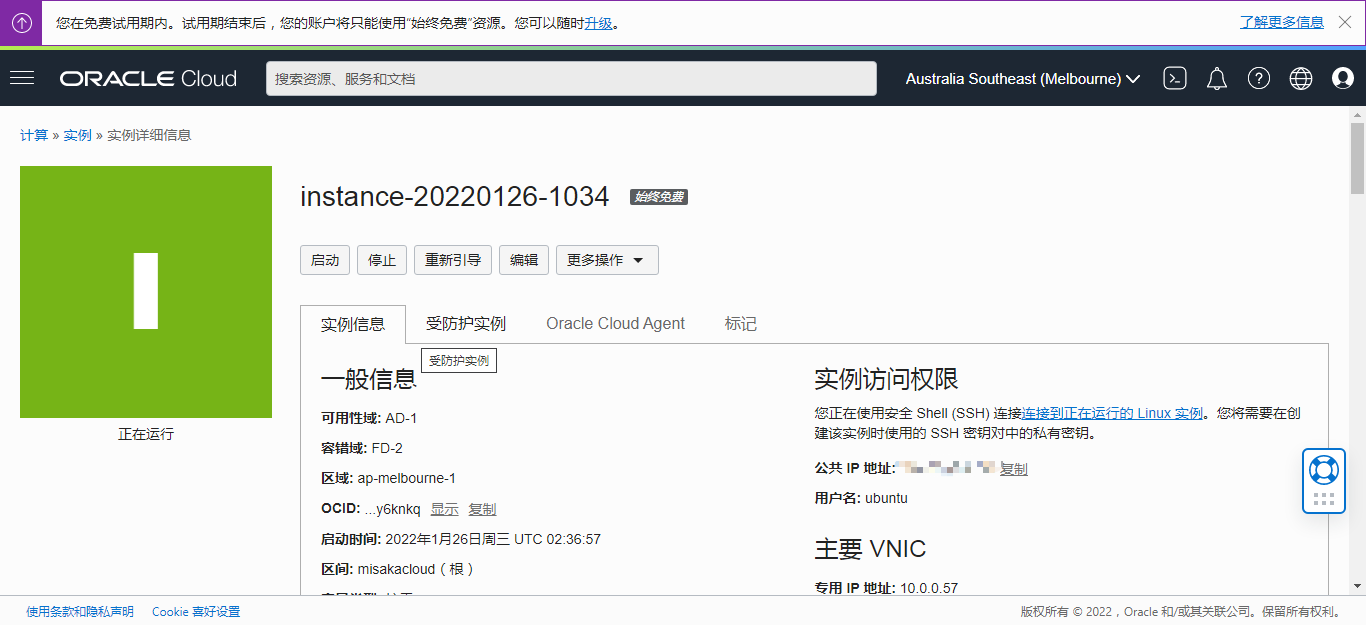 您在免费试用期内。试用期结束后，您的账户将只能使用“始终免费”资源。您可以随时升级。 了解更多信息
ORACLE Cloud 搜索资源、服务和文档 Australia Southeast (Melbourne)
计算 » 实例 » 实例详细信息
instance-20220126-1034 始终免费
启动 停止 重新引导 编辑 更多操作
实例信息 受防护实例 Oracle Cloud Agent 标记
受防护实例
正在运行
一般信息
可用性域: AD-1
容错域: FD-2
区域: ap-melbourne-1
OCID: ...y6knkq 显示 复制
启动时间: 2022年1月26日周三 UTC 02:36:57
区间: misakacloud（根）
实例访问权限
您正在使用安全 Shell (SSH) 连接连接到正在运行的 Linux 实例。您将需要在创
建该实例时使用的 SSH 密钥对中的私有密钥。
公共 IP 地址: 复制
用户名: ubuntu
主要 VNIC
专用 IP 地址: 10.0.0.57
使用条款和隐私声明 Cookie 喜好设置 版权所有 © 2022，Oracle 和/或其关联公司。保留所有权利。